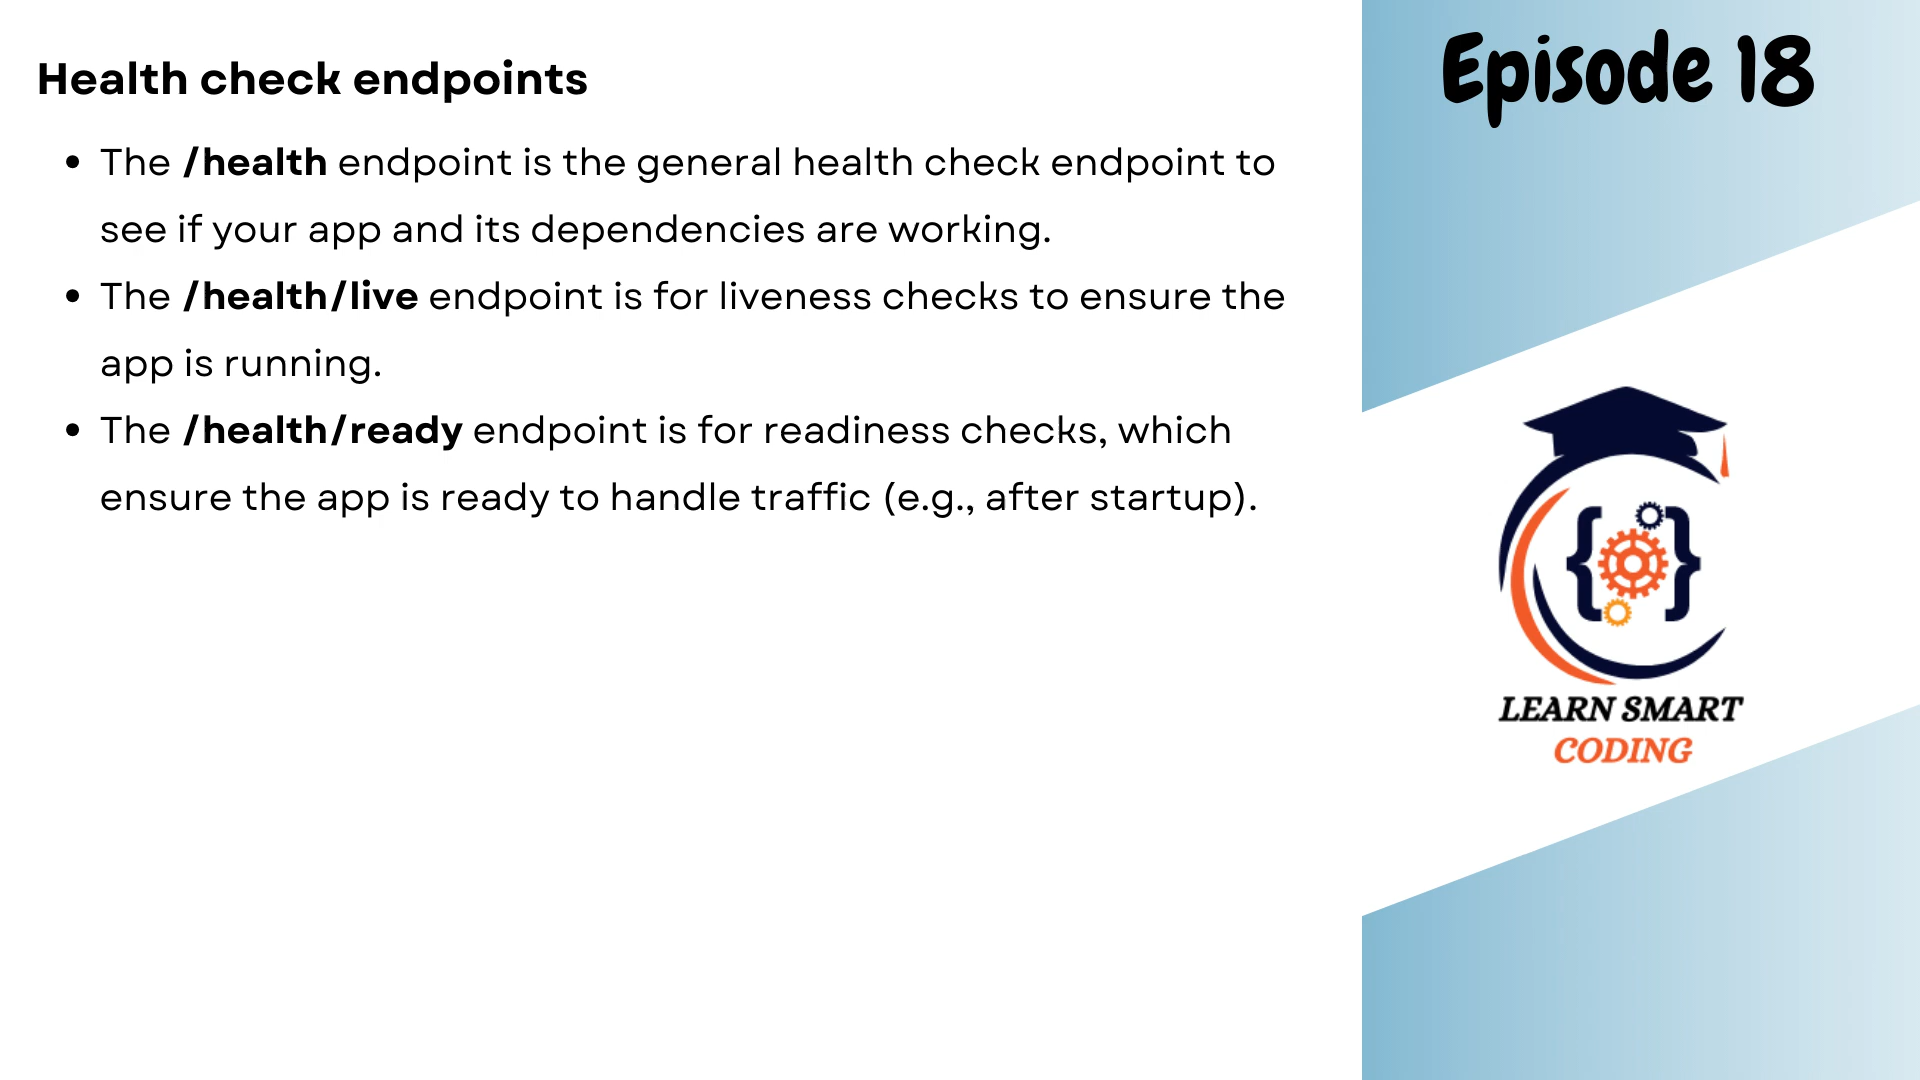 Health check endpoints
• The /health endpoint is the general health check endpoint to
see if your app and its dependencies are working.
• The /health/live endpoint is for liveness checks to ensure the
app is running.
• The /health/ready endpoint is for readiness checks, which
ensure the app is ready to handle traffic (e.g., after startup).
Episode 18
{ }
LEARN SMART
CODING